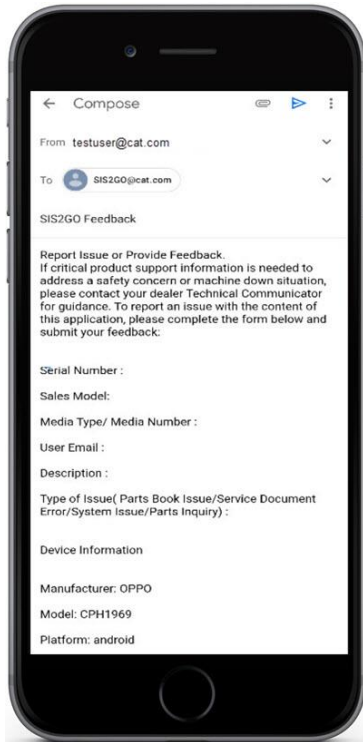 Compose
From testuser@cat.com
To SIS2GO@cat.com
SIS2GO Feedback
Report Issue or Provide Feedback.
If critical product support information is needed to
address a safety concern or machine down situation,
please contact your dealer Technical Communicator
for guidance. To report an issue with the content of
this application, please complete the form below and
submit your feedback:
Serial Number :
Sales Model:
Media Type/ Media Number :
User Email :
Description :
Type of Issue( Parts Book Issue/Service Document
Error/System Issue/Parts Inquiry) :
Device Information
Manufacturer: OPPO
Model: CPH1969
Platform: android